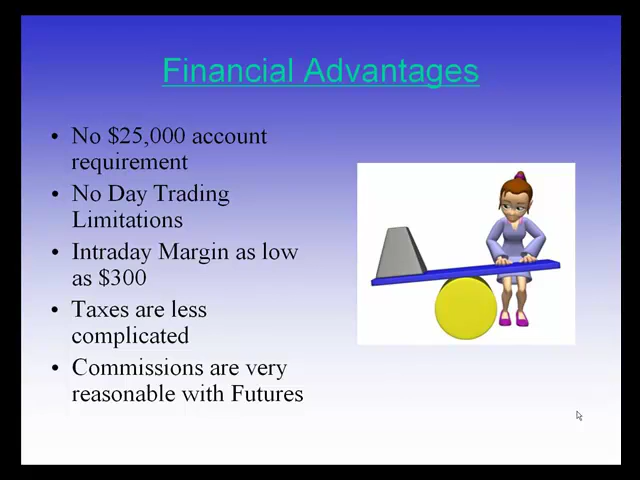 Financial Advantages
• No $25,000 account
requirement
• No Day Trading
Limitations
• Intraday Margin as low
as $300
• Taxes are less
complicated
• Commissions are very
reasonable with Futures